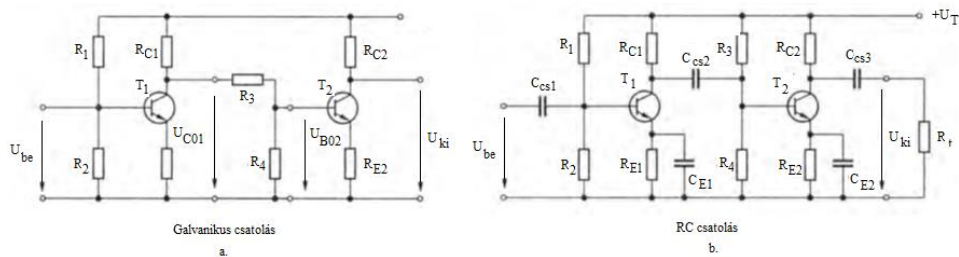 +U_T
R_1 R_C1 R_C2 R_1 R_C1 R_3 R_C2
T_1 R_3 T_2 C_cs1 T_1 C_cs2 T_2 C_cs3
U_be U_C01 U_B02 U_ki U_be U_ki R_t
R_2 R_4 R_E2 R_2 R_E1 C_E1 R_4 R_E2 C_E2
Galvanikus csatolás RC csatolás
a. b.